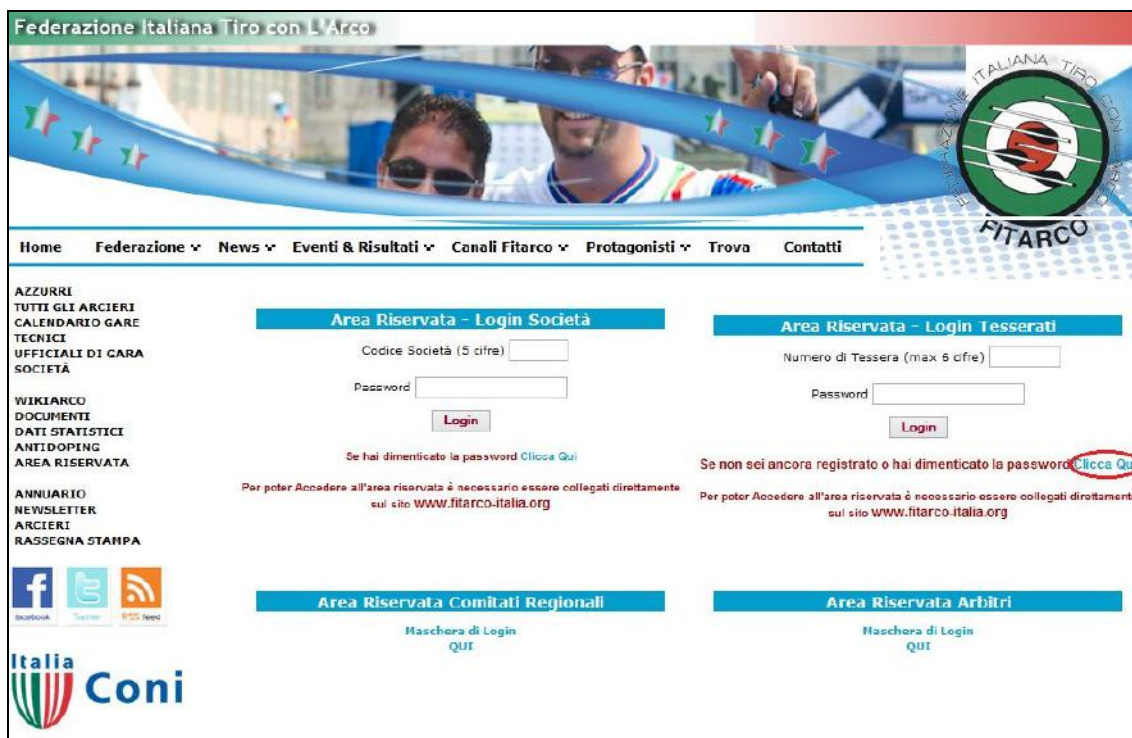 Federazione Italiana Tiro con L'Arco
FEDERAZIONE ITALIANA TIRO CON L'ARCO
FITARCO
Home Federazione News Eventi & Risultati Canali Fitarco Protagonisti Trova Contatti
AZZURRI
TUTTI GLI ARCIERI
CALENDARIO GARE
TECNICI
UFFICIALI DI GARA
SOCIETÀ
WIKIARCO
DOCUMENTI
DATI STATISTICI
ANTIDOPING
AREA RISERVATA
ANNUARIO
NEWSLETTER
ARCIERI
RASSEGNA STAMPA
facebook Twitter RSS feed
Italia
Coni
Area Riservata - Login Società
Codice Società (5 cifre)
Password
Login
Se hai dimenticato la password Clicca Qui
Per poter Accedere all'area riservata è necessario essere collegati direttamente
sul sito www.fitarco-italia.org
Area Riservata - Login Tesserati
Numero di Tessera (max 6 cifre)
Password
Login
Se non sei ancora registrato o hai dimenticato la password Clicca Qu
Per poter Accedere all'area riservata è necessario essere collegati direttament
sul sito www.fitarco-italia.org
Area Riservata Comitati Regionali
Maschera di Login
QUI
Area Riservata Arbitri
Maschera di Login
QUI